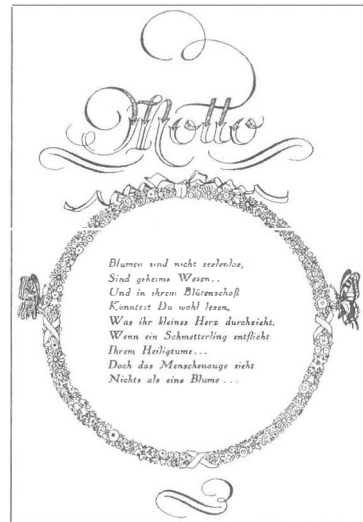 Motto
Blumen sind nicht seelenlos,
Sind geheime Wesen..
Und in ihrem Blütenschoß
Könntest Du wohl lesen,
Was ihr kleines Herz durchzieht,
Wenn ein Schmetterling entflieht
Ihrem Heiligtume...
Doch das Menschenauge sieht
Nichts als eine Blume...